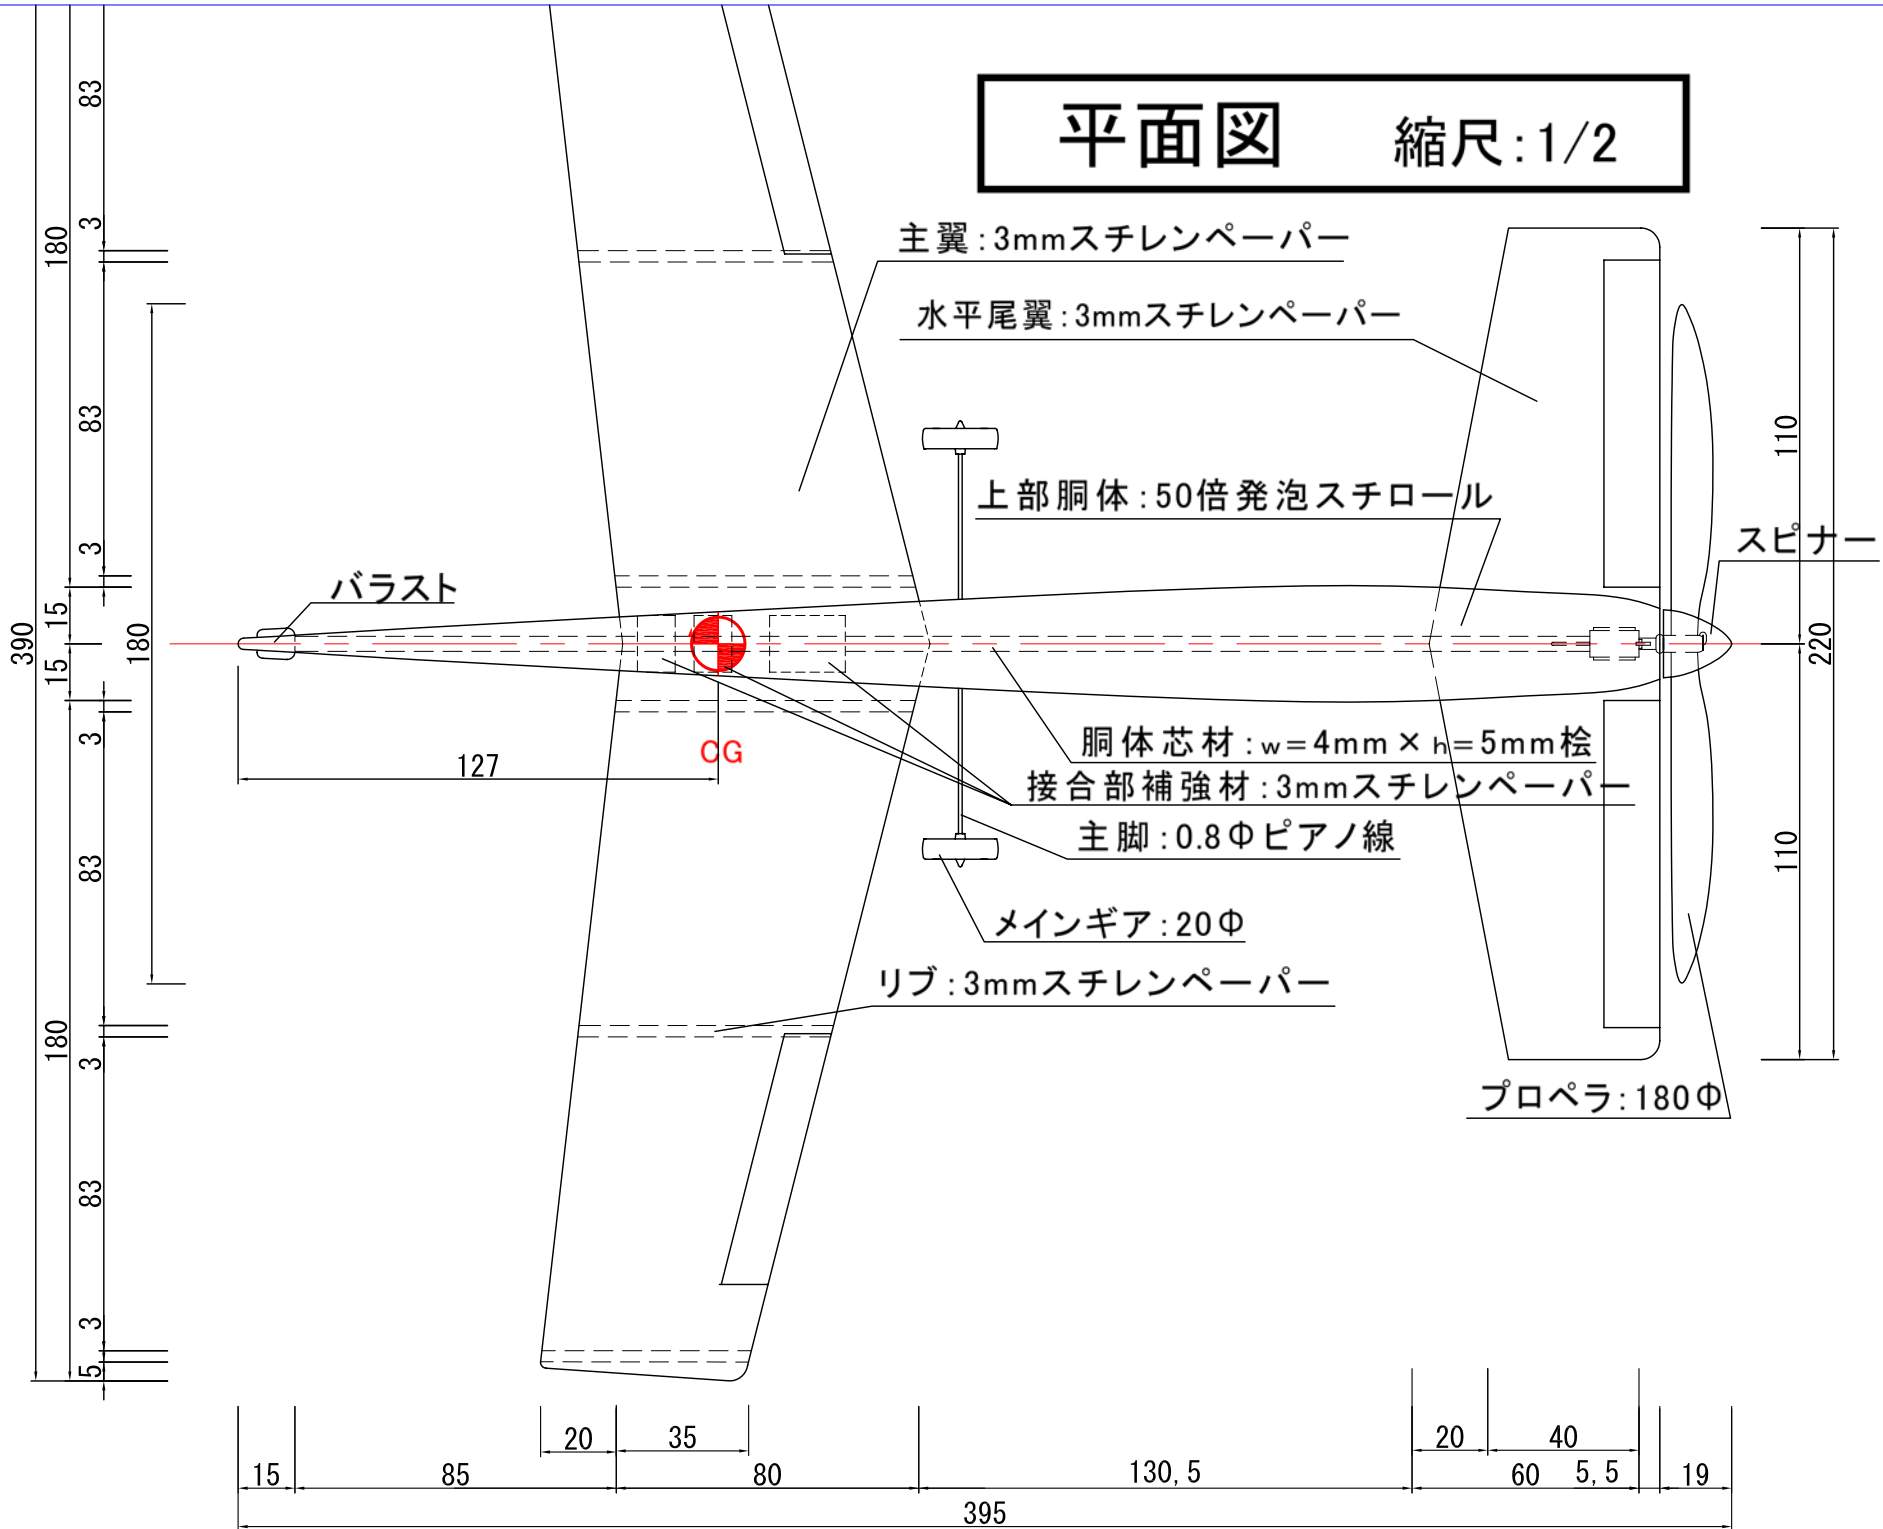 平面図 縮尺:1/2
主翼:3mmスチレンペーパー
水平尾翼:3mmスチレンペーパー
上部胴体:50倍発泡スチロール
スピナー
バラスト
CG
胴体芯材:w=4mm×h=5mm桧
接合部補強材:3mmスチレンペーパー
主脚:0.8Φピアノ線
メインギア:20Φ
リブ:3mmスチレンペーパー
プロペラ:180Φ
83
3
180
83
3
15
390
15
180
3
83
180
3
83
3
5
127
110
220
110
20
35
20
40
15
85
80
130,5
60
5,5
19
395